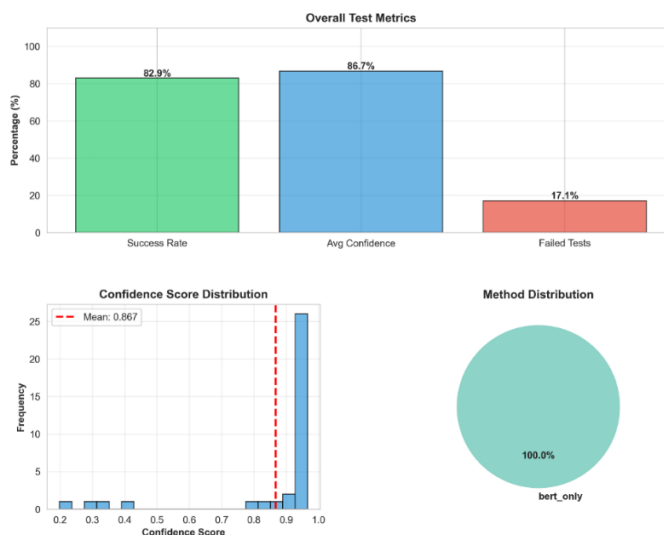 Overall Test Metrics
Percentage (%)
100
80
60
40
20
0
82.9%
86.7%
17.1%
Success Rate Avg Confidence Failed Tests
Confidence Score Distribution
Mean: 0.867
Frequency
25
20
15
10
5
0
0.2 0.3 0.4 0.5 0.6 0.7 0.8 0.9 1.0
Confidence Score
Method Distribution
100.0%
bert_only